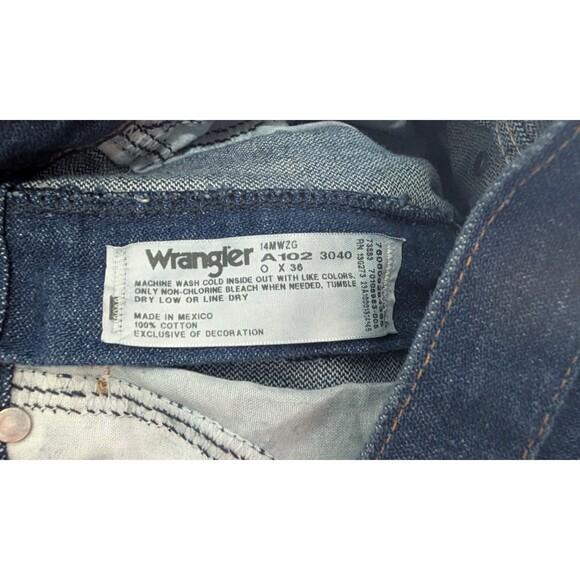 14MWZG
Wrangler A102 3040
0 X 36
MACHINE WASH COLD INSIDE OUT WITH LIKE COLORS.
ONLY NON-CHLORINE BLEACH WHEN NEEDED, TUMBLE
DRY LOW OR LINE DRY
MADE IN MEXICO
100% COTTON
EXCLUSIVE OF DECORATION